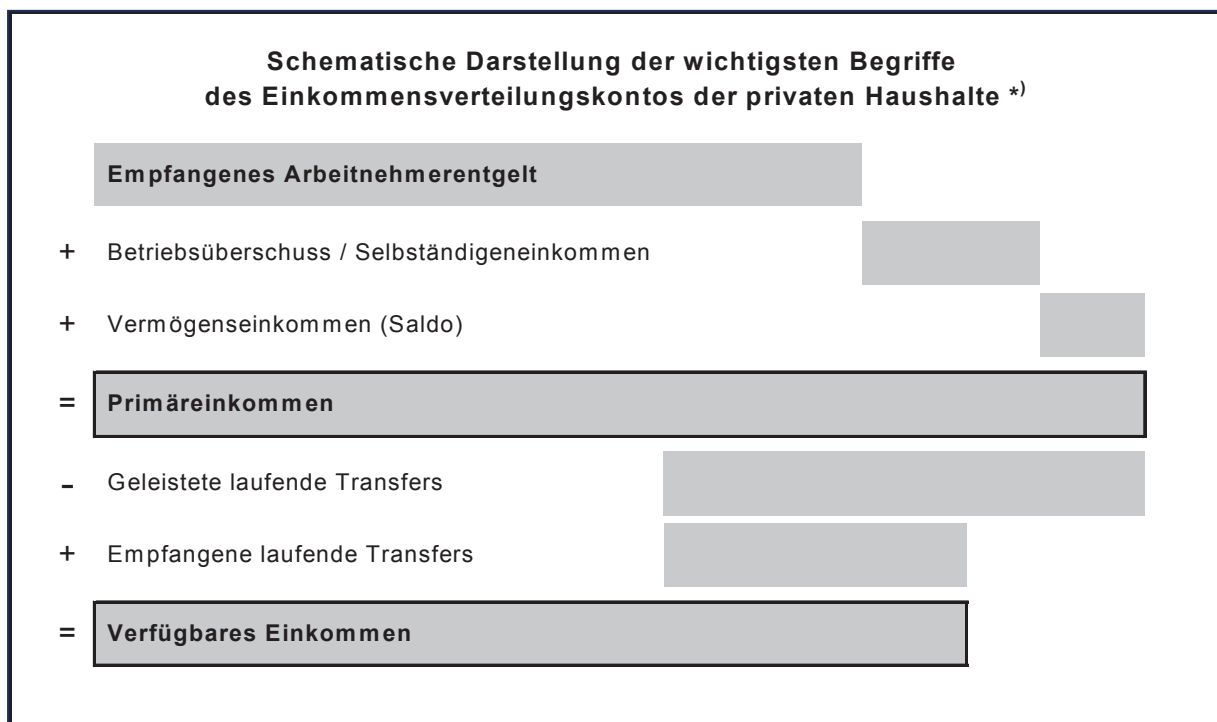 Schematische Darstellung der wichtigsten Begriffe
des Einkommensverteilungskontos der privaten Haushalte *)
Empfangenes Arbeitnehmerentgelt
+ Betriebsüberschuss / Selbständigeneinkommen
+ Vermögenseinkommen (Saldo)
= Primäreinkommen
- Geleistete laufende Transfers
+ Empfangene laufende Transfers
= Verfügbares Einkommen